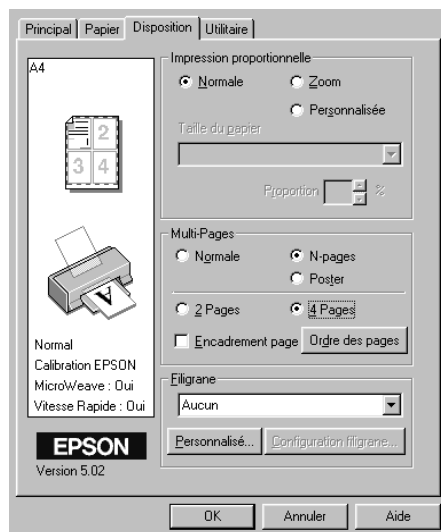 Principal Papier Disposition Utilitaire
A4
2
3 4
A
Normal
Calibration EPSON
MicroWeave : Oui
Vitesse Rapide : Oui
EPSON
Version 5.02
Impression proportionnelle
Normale Zoom
Personnalisée
Taille du papier
Proportion %
Multi-Pages
Normale N-pages
Poster
2 Pages 4 Pages
Encadrement page Ordre des pages
Filigrane
Aucun
Personnalisé... Configuration filigrane...
OK Annuler Aide